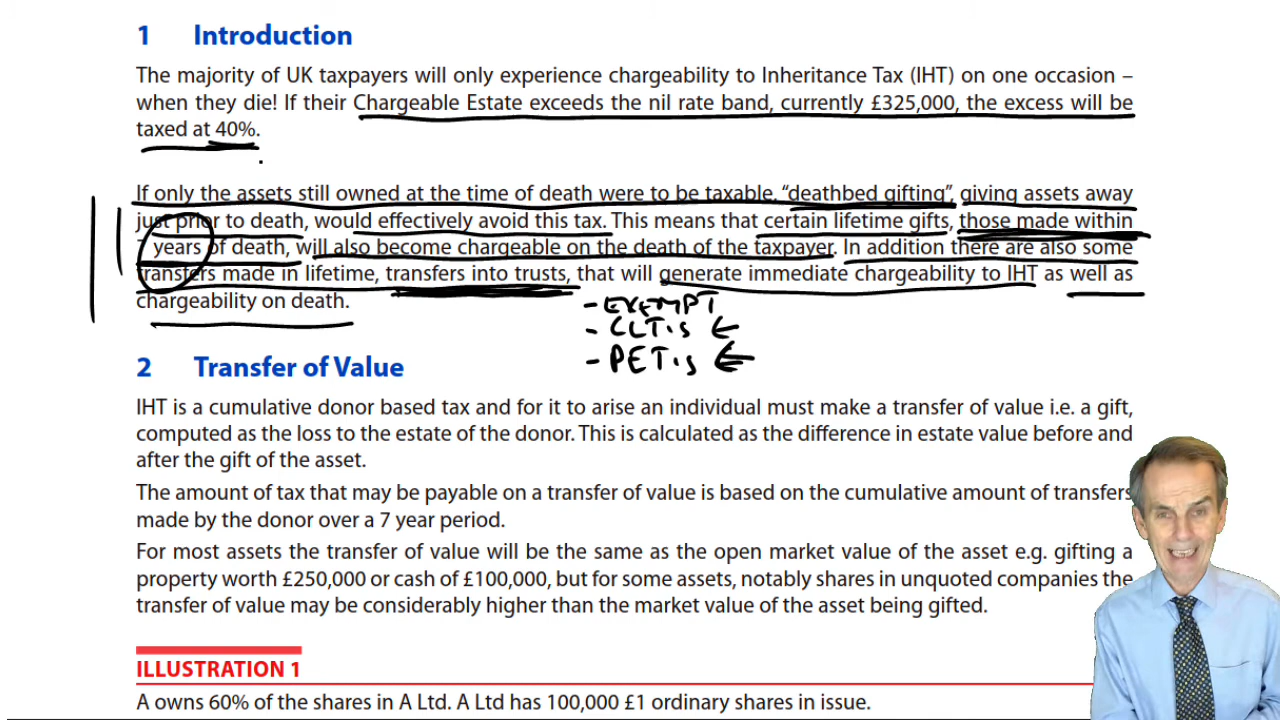 1 Introduction
The majority of UK taxpayers will only experience chargeability to Inheritance Tax (IHT) on one occasion –
when they die! If their Chargeable Estate exceeds the nil rate band, currently £325,000, the excess will be
taxed at 40%.
If only the assets still owned at the time of death were to be taxable. “deathbed gifting”, giving assets away
just prior to death, would effectively avoid this tax. This means that certain lifetime gifts, those made within
7 years of death, will also become chargeable on the death of the taxpayer. In addition there are also some
transfers made in lifetime, transfers into trusts, that will generate immediate chargeability to IHT as well as
chargeability on death.
- EXEMPT
- CLT's
- PET's
2 Transfer of Value
IHT is a cumulative donor based tax and for it to arise an individual must make a transfer of value i.e. a gift,
computed as the loss to the estate of the donor. This is calculated as the difference in estate value before and
after the gift of the asset.
The amount of tax that may be payable on a transfer of value is based on the cumulative amount of transfers
made by the donor over a 7 year period.
For most assets the transfer of value will be the same as the open market value of the asset e.g. gifting a
property worth £250,000 or cash of £100,000, but for some assets, notably shares in unquoted companies the
transfer of value may be considerably higher than the market value of the asset being gifted.
ILLUSTRATION 1
A owns 60% of the shares in A Ltd. A Ltd has 100,000 £1 ordinary shares in issue.